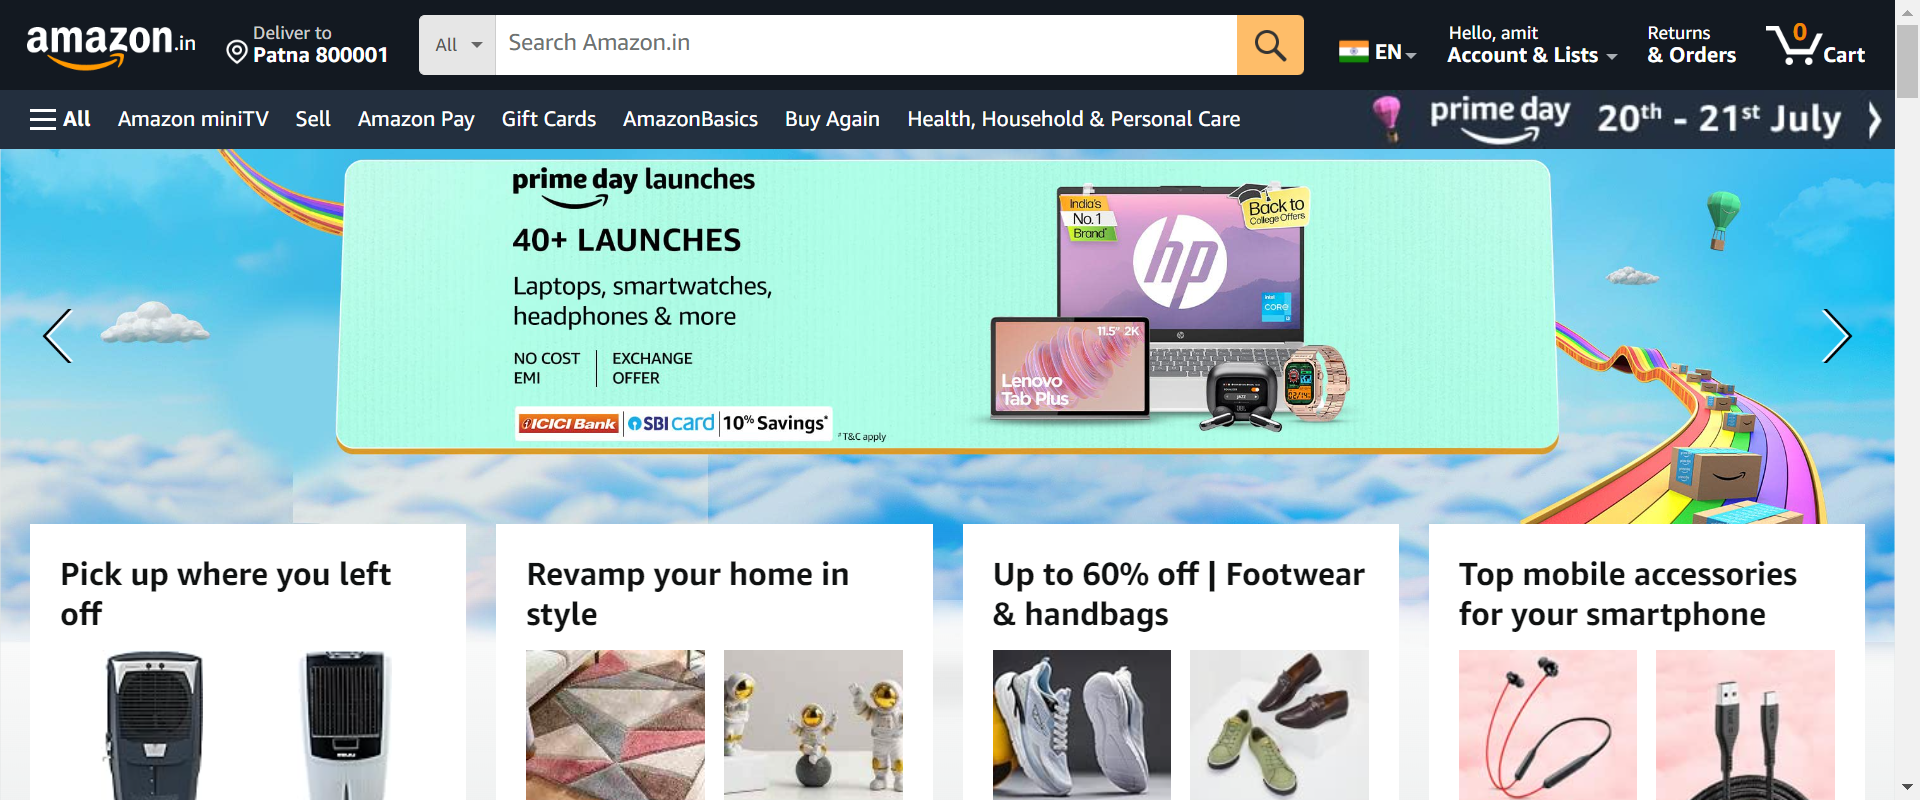 amazon.in
Deliver to
Patna 800001
All
Search Amazon.in
EN
Hello, amit
Account & Lists
Returns
& Orders
0
Cart
All
Amazon miniTV
Sell
Amazon Pay
Gift Cards
AmazonBasics
Buy Again
Health, Household & Personal Care
prime day
20th - 21st July
prime day launches
40+ LAUNCHES
Laptops, smartwatches,
headphones & more
NO COST
EMI
EXCHANGE
OFFER
ICICI Bank
SBI card
10% Savings*
#T&C apply
India's
No.1
Brand*
Back to
College Offers
hp
intel
CORE
11.5" 2K
Lenovo
Tab Plus
Pick up where you left
off
Revamp your home in
style
Up to 60% off | Footwear
& handbags
Top mobile accessories
for your smartphone